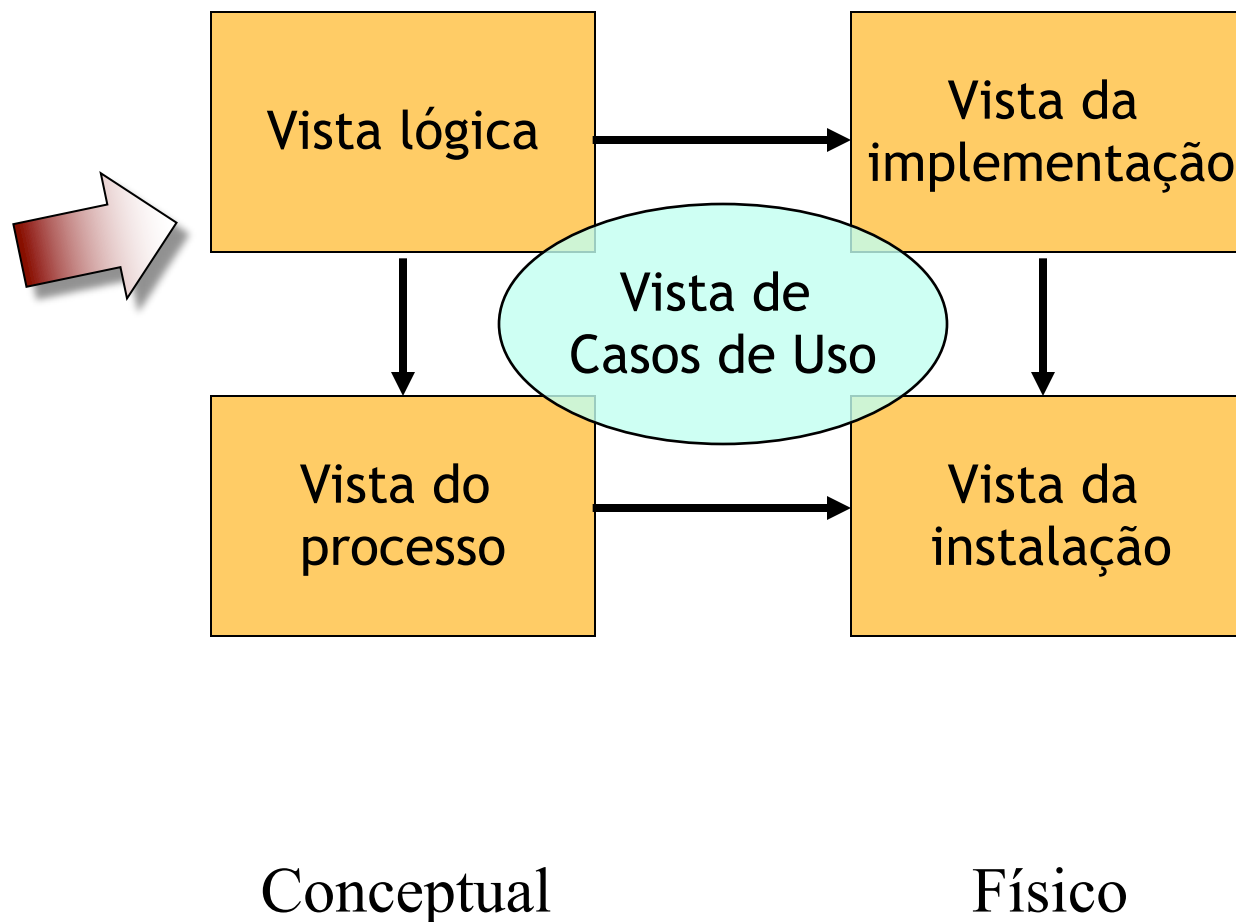 Vista lógica
Vista da
implementação
Vista de
Casos de Uso
Vista do
processo
Vista da
instalação
Conceptual
Físico